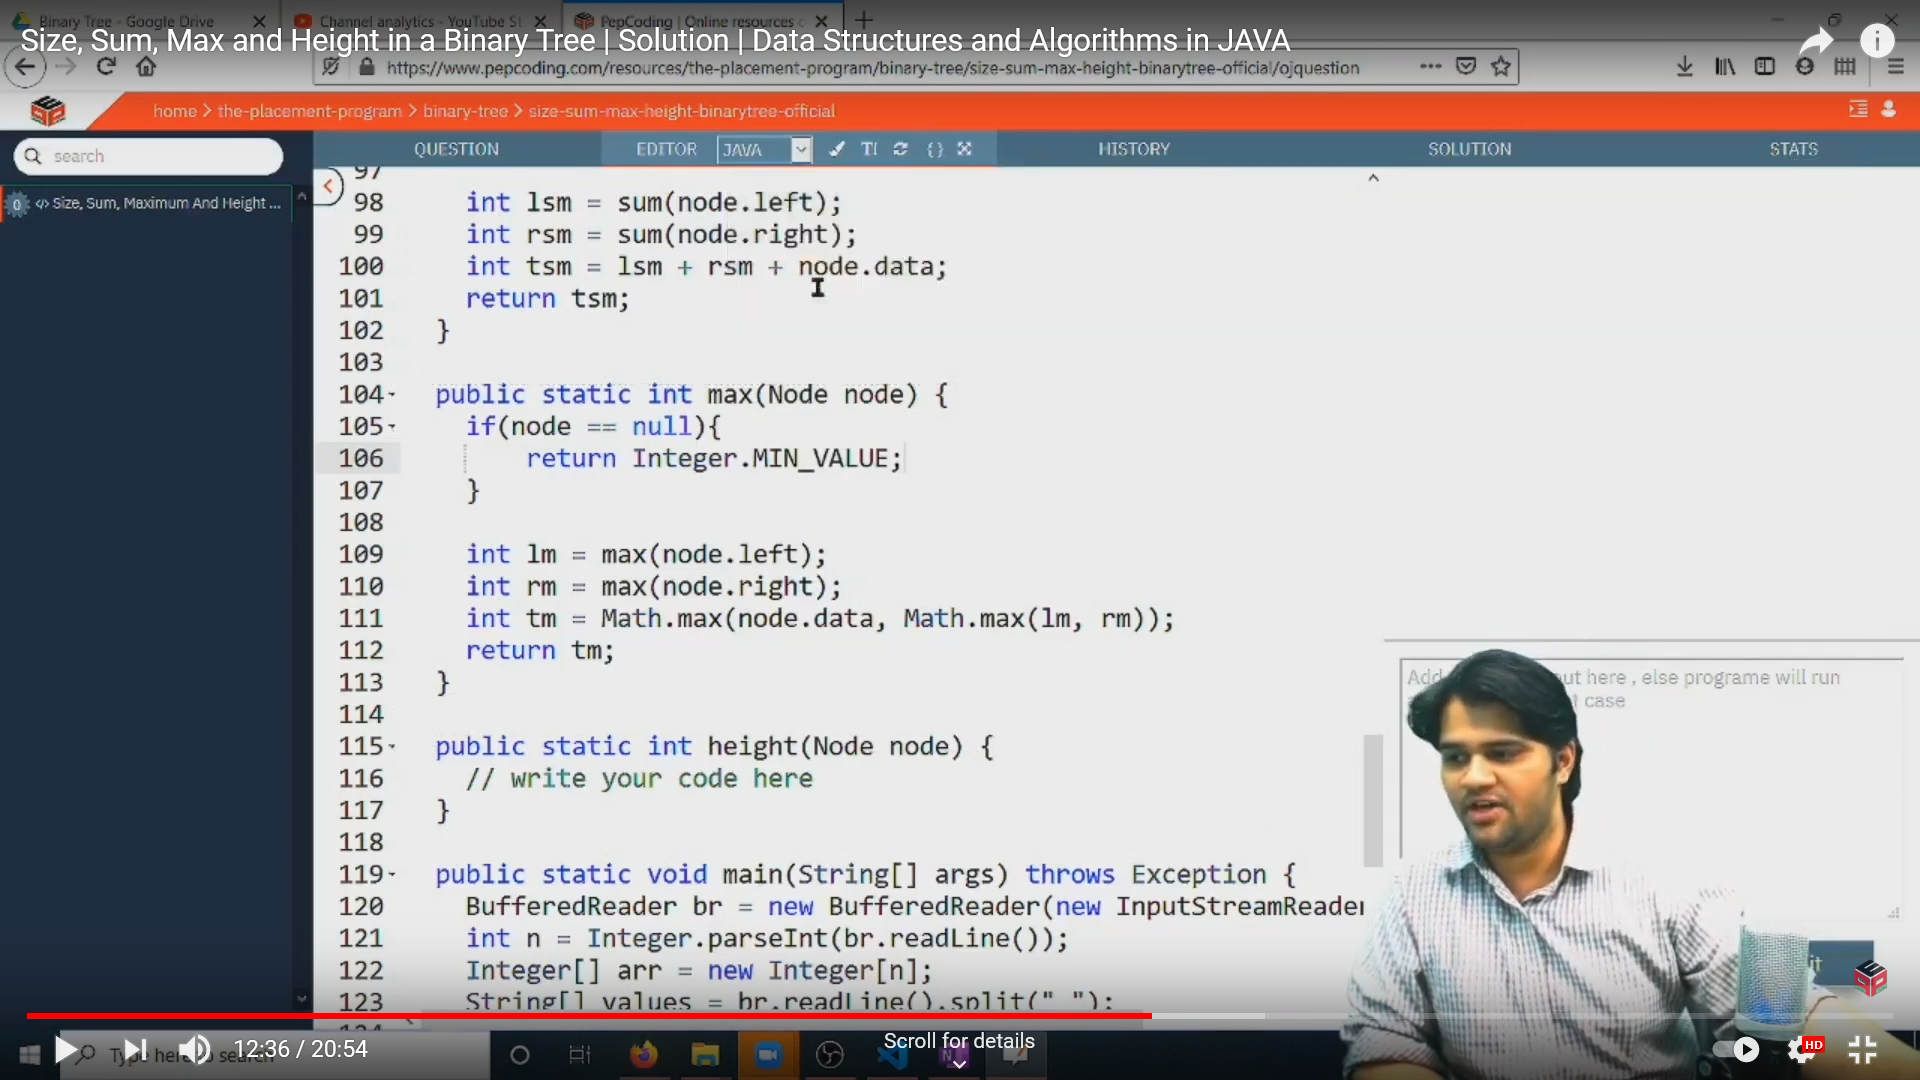 Binary Tree - Google Drive
Channel analytics - YouTube St
PepCoding | Online resources
Size, Sum, Max and Height in a Binary Tree | Solution | Data Structures and Algorithms in JAVA
https://www.pepcoding.com/resources/the-placement-program/binary-tree/size-sum-max-height-binarytree-official/ojquestion
home > the-placement-program > binary-tree > size-sum-max-height-binarytree-official
search
QUESTION EDITOR JAVA HISTORY SOLUTION STATS
0 </> Size, Sum, Maximum And Height ...
97
98 int lsm = sum(node.left);
99 int rsm = sum(node.right);
100 int tsm = lsm + rsm + node.data;
101 return tsm;
102 }
103
104 public static int max(Node node) {
105 if(node == null){
106 return Integer.MIN_VALUE;
107 }
108
109 int lm = max(node.left);
110 int rm = max(node.right);
111 int tm = Math.max(node.data, Math.max(lm, rm));
112 return tm;
113 }
114
115 public static int height(Node node) {
116 // write your code here
117 }
118
119 public static void main(String[] args) throws Exception {
120 BufferedReader br = new BufferedReader(new InputStreamReader
121 int n = Integer.parseInt(br.readLine());
122 Integer[] arr = new Integer[n];
123 String[] values = br.readLine().split(" ");
Add
here , else programe will run
case
12:36 / 20:54
Scroll for details
Type here to search
HD